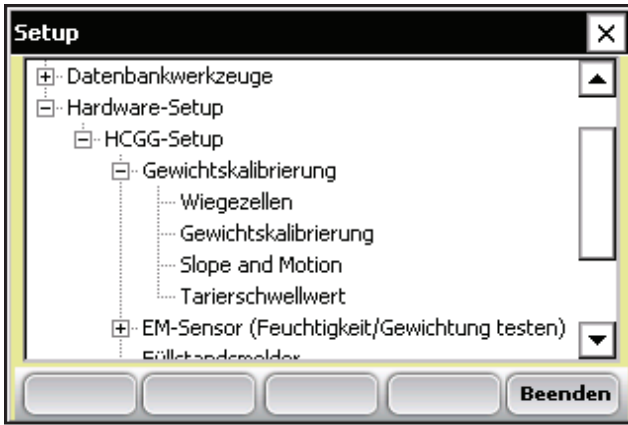 Setup
Datenbankwerkzeuge
Hardware-Setup
HCGG-Setup
Gewichtskalibrierung
Wiegezellen
Gewichtskalibrierung
Slope and Motion
Tarierschwellwert
EM-Sensor (Feuchtigkeit/Gewichtung testen)
Füllstandsmelder
Beenden